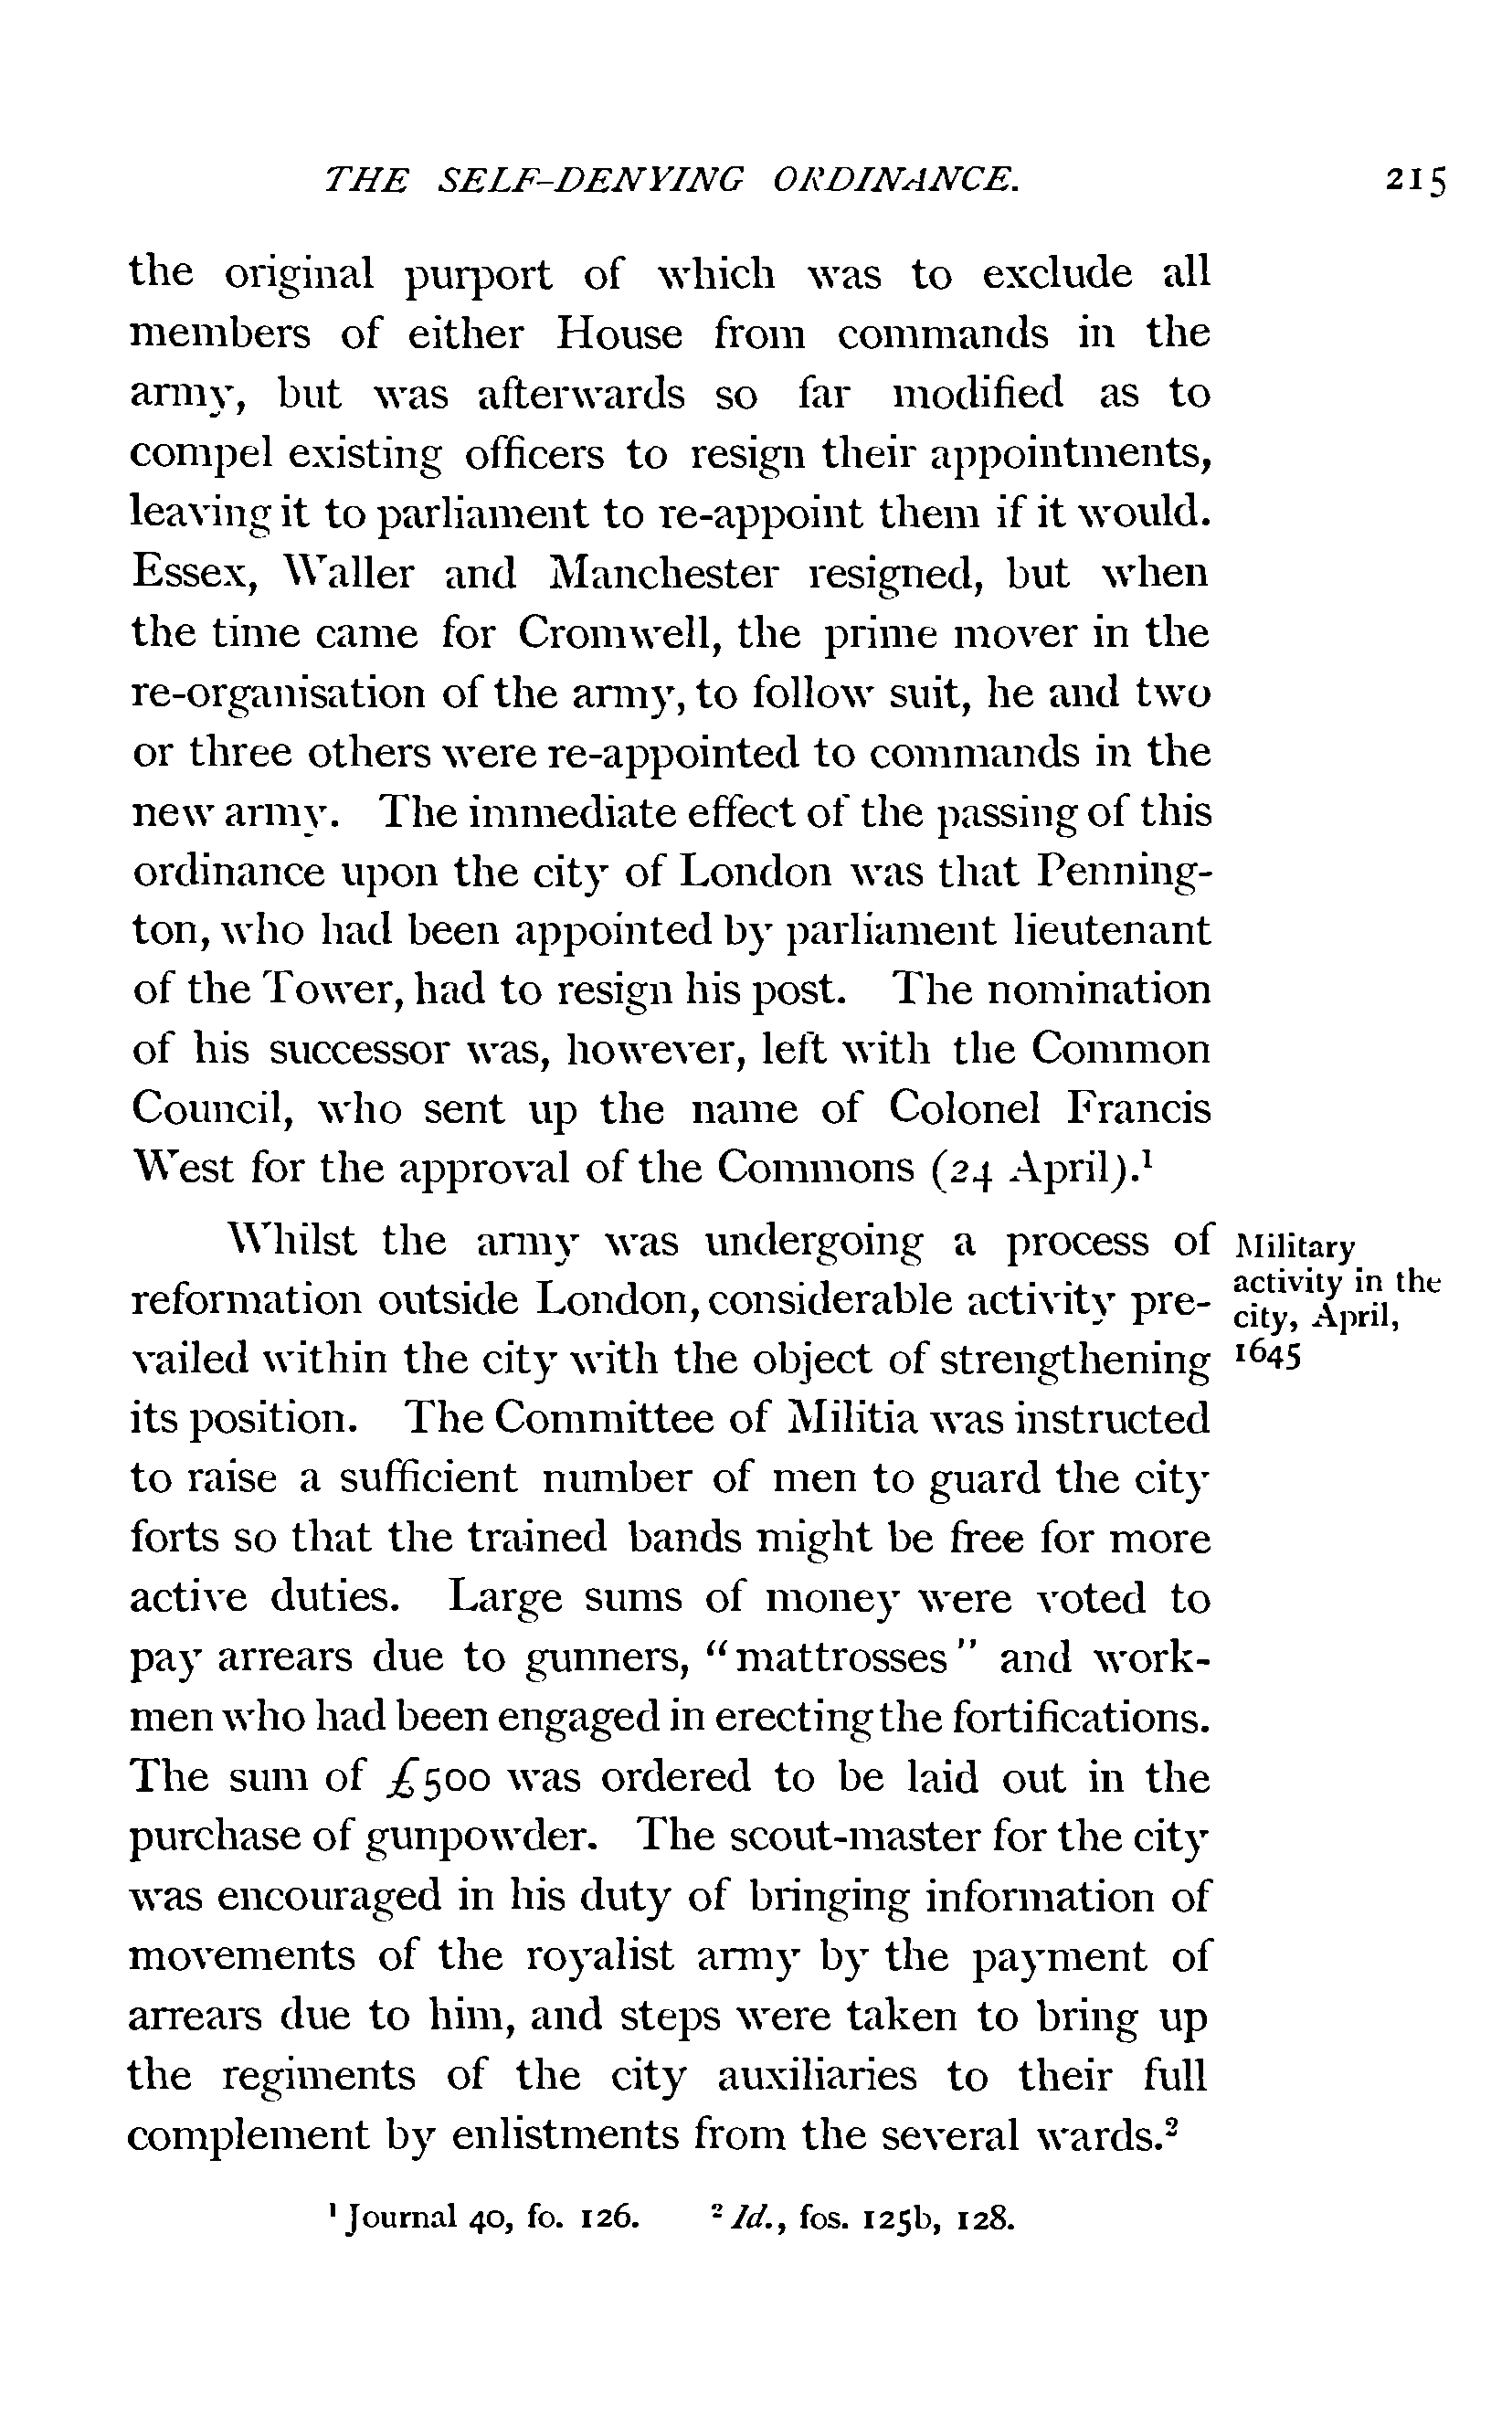 THE SELF-DENYING ORDINANCE. 215
the original purport of which was to exclude all
members of either House from commands in the
army, but was afterwards so far modified as to
compel existing officers to resign their appointments,
leaving it to parliament to re-appoint them if it would.
Essex, Waller and Manchester resigned, but when
the time came for Cromwell, the prime mover in the
re-organisation of the army, to follow suit, he and two
or three others were re-appointed to commands in the
new army. The immediate effect of the passing of this
ordinance upon the city of London was that Penning-
ton, who had been appointed by parliament lieutenant
of the Tower, had to resign his post. The nomination
of his successor was, however, left with the Common
Council, who sent up the name of Colonel Francis
West for the approval of the Commons (24 April).¹
Whilst the army was undergoing a process of
reformation outside London, considerable activity pre-
vailed within the city with the object of strengthening
its position. The Committee of Militia was instructed
to raise a sufficient number of men to guard the city
forts so that the trained bands might be free for more
active duties. Large sums of money were voted to
pay arrears due to gunners, "mattrosses" and work-
men who had been engaged in erecting the fortifications.
The sum of £500 was ordered to be laid out in the
purchase of gunpowder. The scout-master for the city
was encouraged in his duty of bringing information of
movements of the royalist army by the payment of
arrears due to him, and steps were taken to bring up
the regiments of the city auxiliaries to their full
complement by enlistments from the several wards.²
Military
activity in the
city, April,
1645
¹ Journal 40, fo. 126. ² Id., fos. 125b, 128.